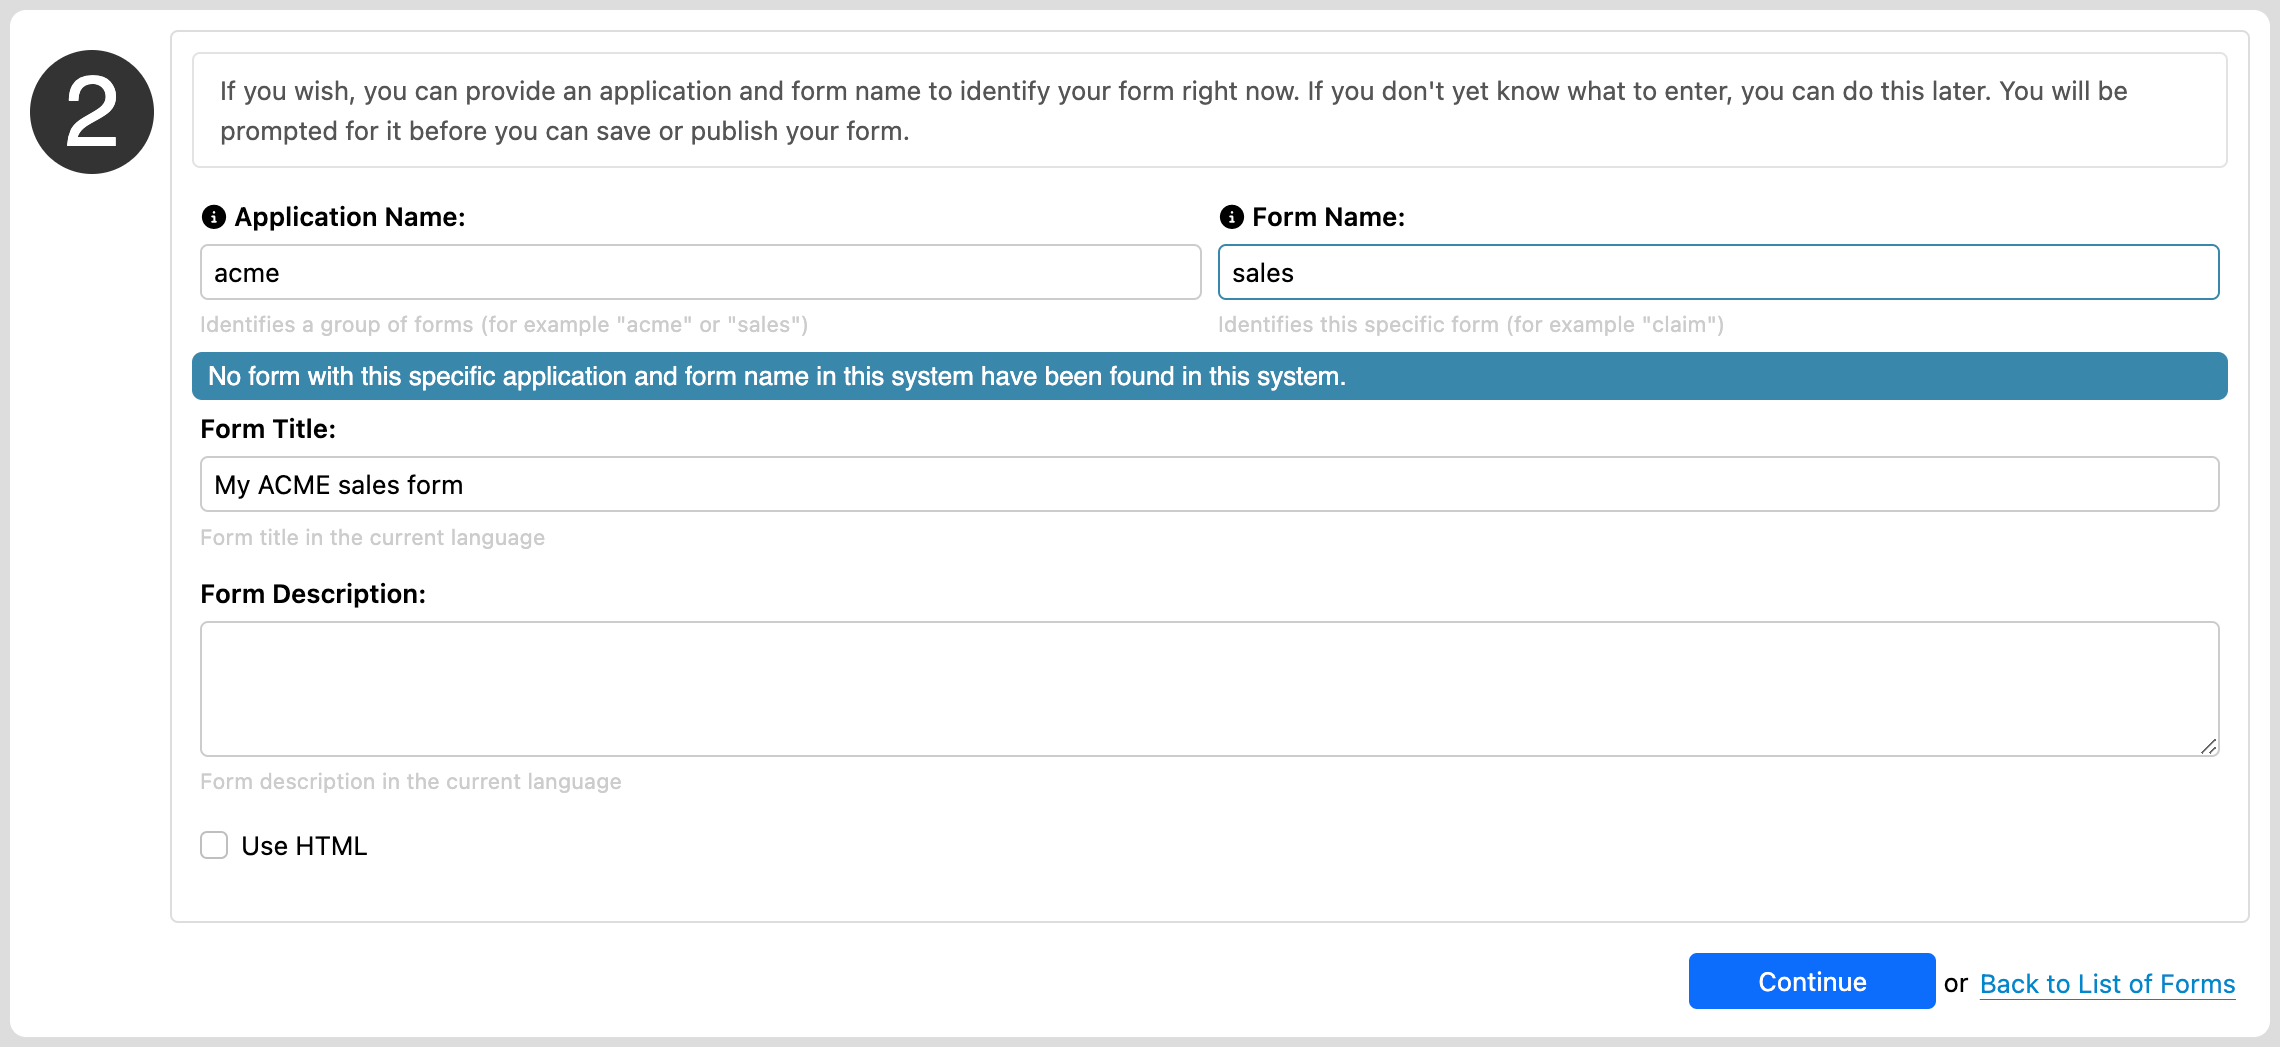 2
If you wish, you can provide an application and form name to identify your form right now. If you don't yet know what to enter, you can do this later. You will be
prompted for it before you can save or publish your form.
Application Name:
Form Name:
acme
sales
Identifies a group of forms (for example "acme" or "sales")
Identifies this specific form (for example "claim")
No form with this specific application and form name in this system have been found in this system.
Form Title:
My ACME sales form
Form title in the current language
Form Description:
Form description in the current language
Use HTML
Continue or Back to List of Forms